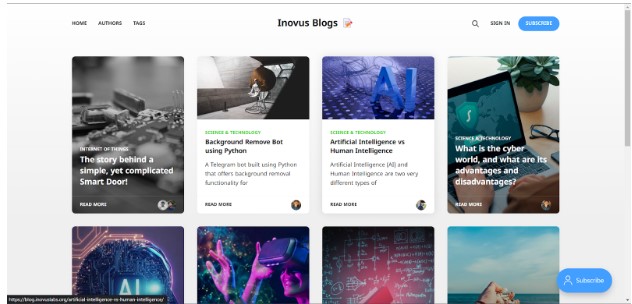 HOME AUTHORS TAGS
Inovus Blogs 📝
SIGN IN SUBSCRIBE
INTERNET OF THINGS
The story behind a
simple, yet complicated
Smart Door!
READ MORE
SCIENCE & TECHNOLOGY
Background Remove Bot
using Python
A Telegram bot built using Python
that offers background removal
functionality for
READ MORE
AI
SCIENCE & TECHNOLOGY
Artificial Intelligence vs
Human Intelligence
Artificial Intelligence (AI) and
Human Intelligence are two very
different types of
READ MORE
SCIENCE & TECHNOLOGY
What is the cyber
world, and what are its
advantages and
disadvantages?
READ MORE
AI
Subscribe
https://blog.inovuslabs.org/artificial-intelligence-vs-human-intelligence/